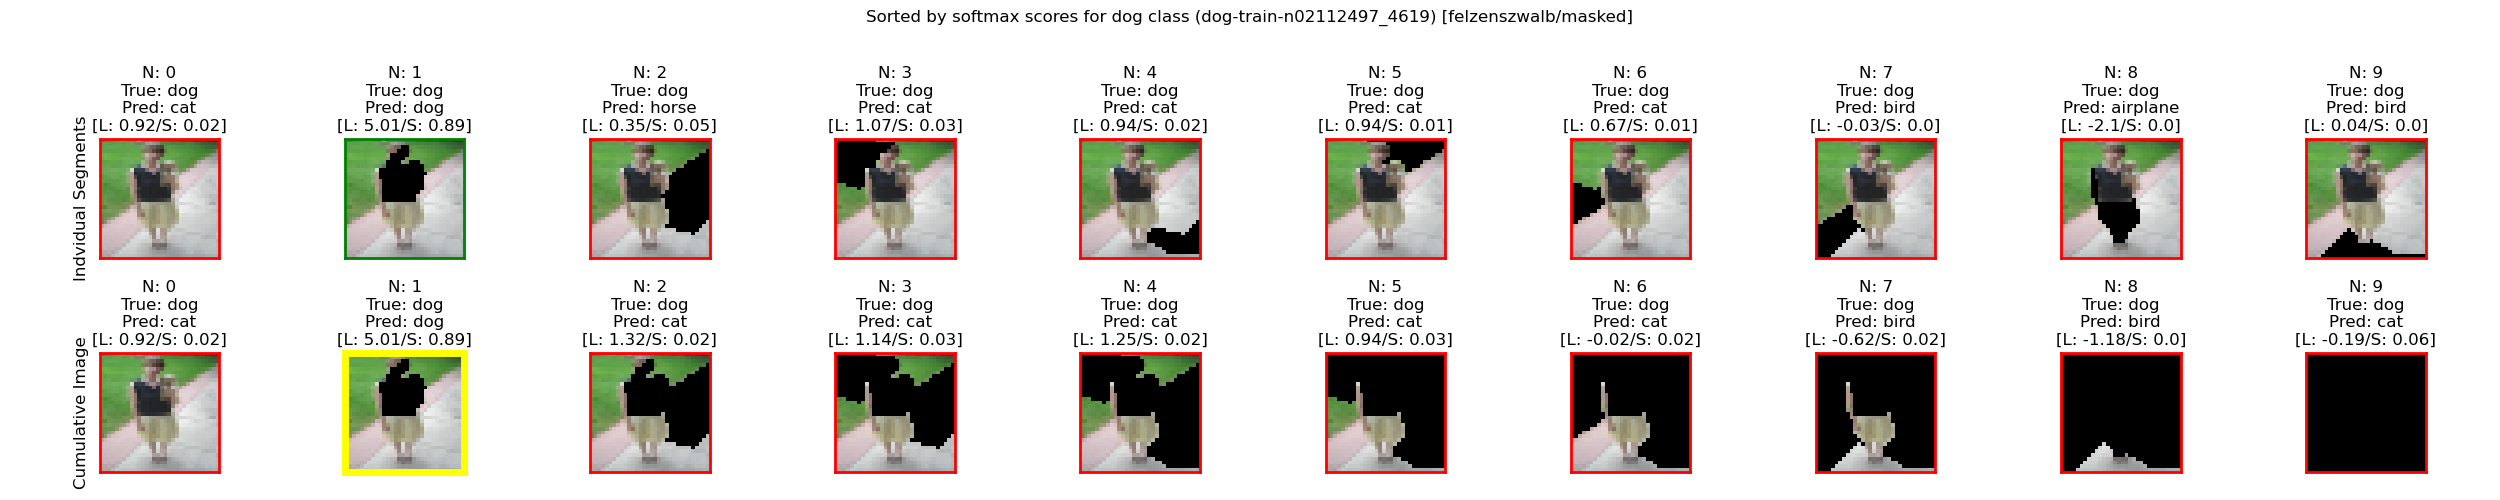 Sorted by softmax scores for dog class (dog-train-n02112497_4619) [felzenszwalb/masked]
Indvidual Segments
N: 0
True: dog
Pred: cat
[L: 0.92/S: 0.02]
N: 1
True: dog
Pred: dog
[L: 5.01/S: 0.89]
N: 2
True: dog
Pred: horse
[L: 0.35/S: 0.05]
N: 3
True: dog
Pred: cat
[L: 1.07/S: 0.03]
N: 4
True: dog
Pred: cat
[L: 0.94/S: 0.02]
N: 5
True: dog
Pred: cat
[L: 0.94/S: 0.01]
N: 6
True: dog
Pred: cat
[L: 0.67/S: 0.01]
N: 7
True: dog
Pred: bird
[L: -0.03/S: 0.0]
N: 8
True: dog
Pred: airplane
[L: -2.1/S: 0.0]
N: 9
True: dog
Pred: bird
[L: 0.04/S: 0.0]
Cumulative Image
N: 0
True: dog
Pred: cat
[L: 0.92/S: 0.02]
N: 1
True: dog
Pred: dog
[L: 5.01/S: 0.89]
N: 2
True: dog
Pred: cat
[L: 1.32/S: 0.02]
N: 3
True: dog
Pred: cat
[L: 1.14/S: 0.03]
N: 4
True: dog
Pred: cat
[L: 1.25/S: 0.02]
N: 5
True: dog
Pred: cat
[L: 0.94/S: 0.03]
N: 6
True: dog
Pred: cat
[L: -0.02/S: 0.02]
N: 7
True: dog
Pred: bird
[L: -0.62/S: 0.02]
N: 8
True: dog
Pred: bird
[L: -1.18/S: 0.0]
N: 9
True: dog
Pred: cat
[L: -0.19/S: 0.06]